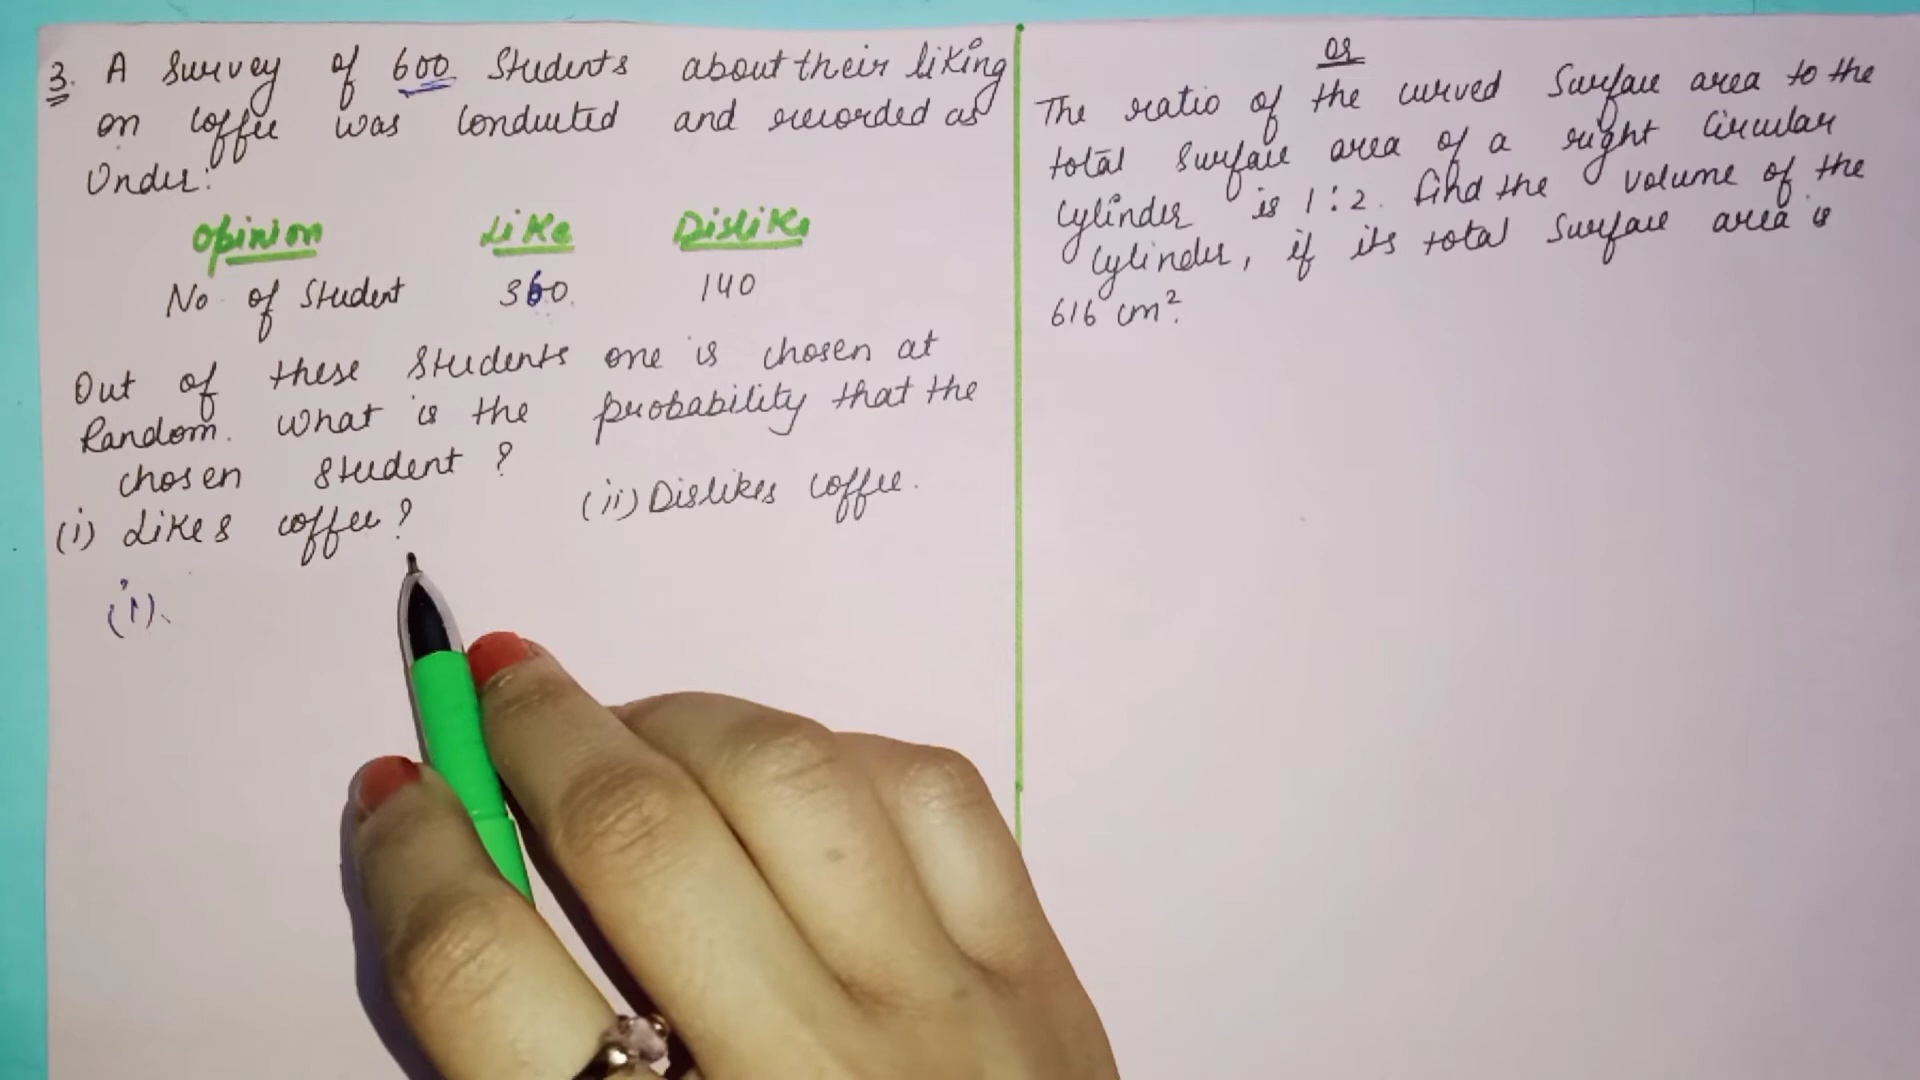 3. A Survey of 600 Students about their liking
on coffee was conducted and recorded as
Under:
Opinion Like Dislike
No. of Student 360 140
Out of these Students one is chosen at
Random. What is the probability that the
chosen Student?
(i) Likes coffee? (ii) Dislikes coffee.
(i).
OR
The ratio of the curved Surface area to the
total Surface area of a right Circular
Cylinder is 1:2. find the volume of the
Cylinder, if its total Surface area is
616 cm².